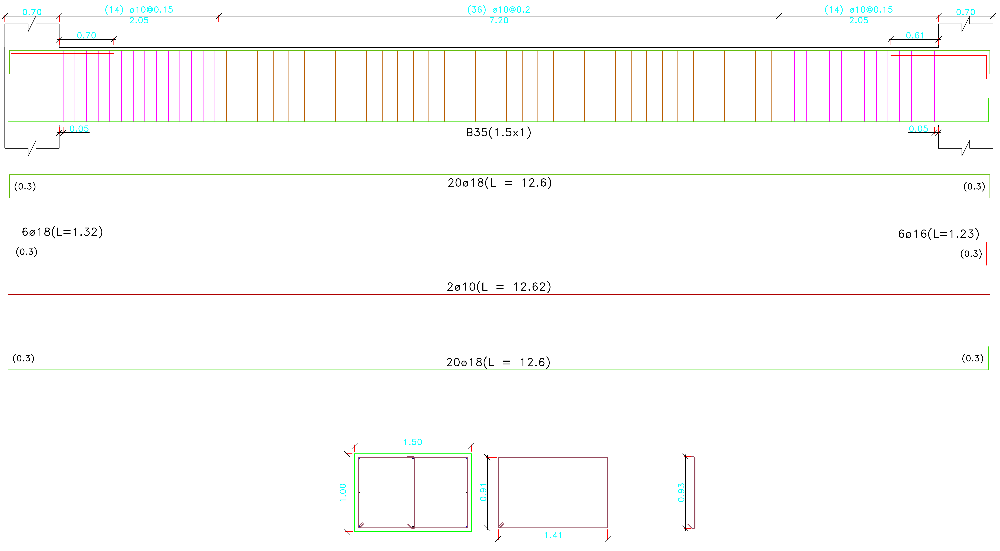 0.70
(14) ø10@0.15
(36) ø10@0.2
(14) ø10@0.15
0.70
2.05
7.20
2.05
0.70
0.61
0.05
B35(1.5x1)
0.05
20ø18(L = 12.6)
(0.3)
(0.3)
6ø18(L=1.32)
6ø16(L=1.23)
(0.3)
(0.3)
2ø10(L = 12.62)
(0.3)
20ø18(L = 12.6)
(0.3)
1.50
1.00
0.91
0.93
1.41